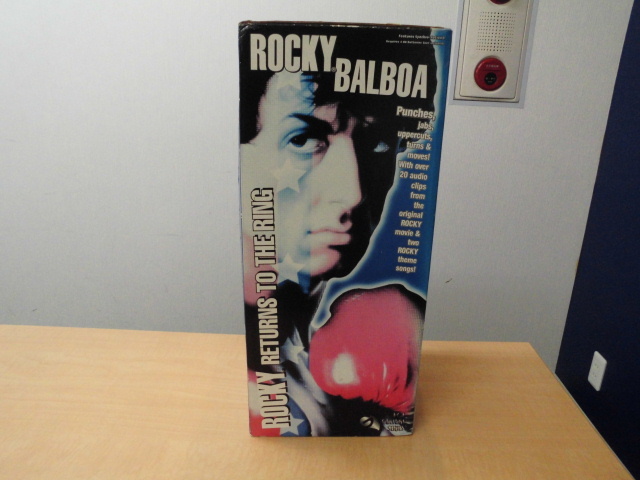 ROCKY
BALBOA
Punches,
jabs,
uppercuts,
turns &
moves!
With over
20 audio
clips
from
the
original
ROCKY
movie &
two
ROCKY
theme
songs!
ROCKY RETURNS TO THE RING